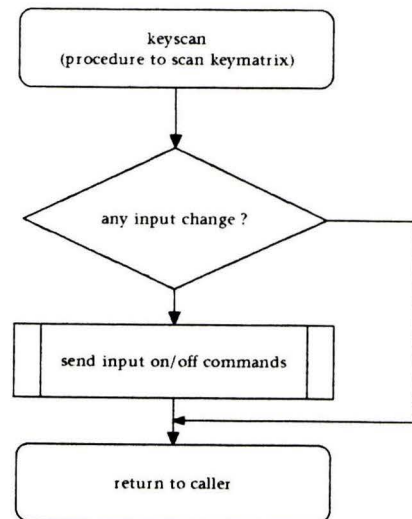 keyscan
(procedure to scan keymatrix)
any input change ?
send input on/off commands
return to caller